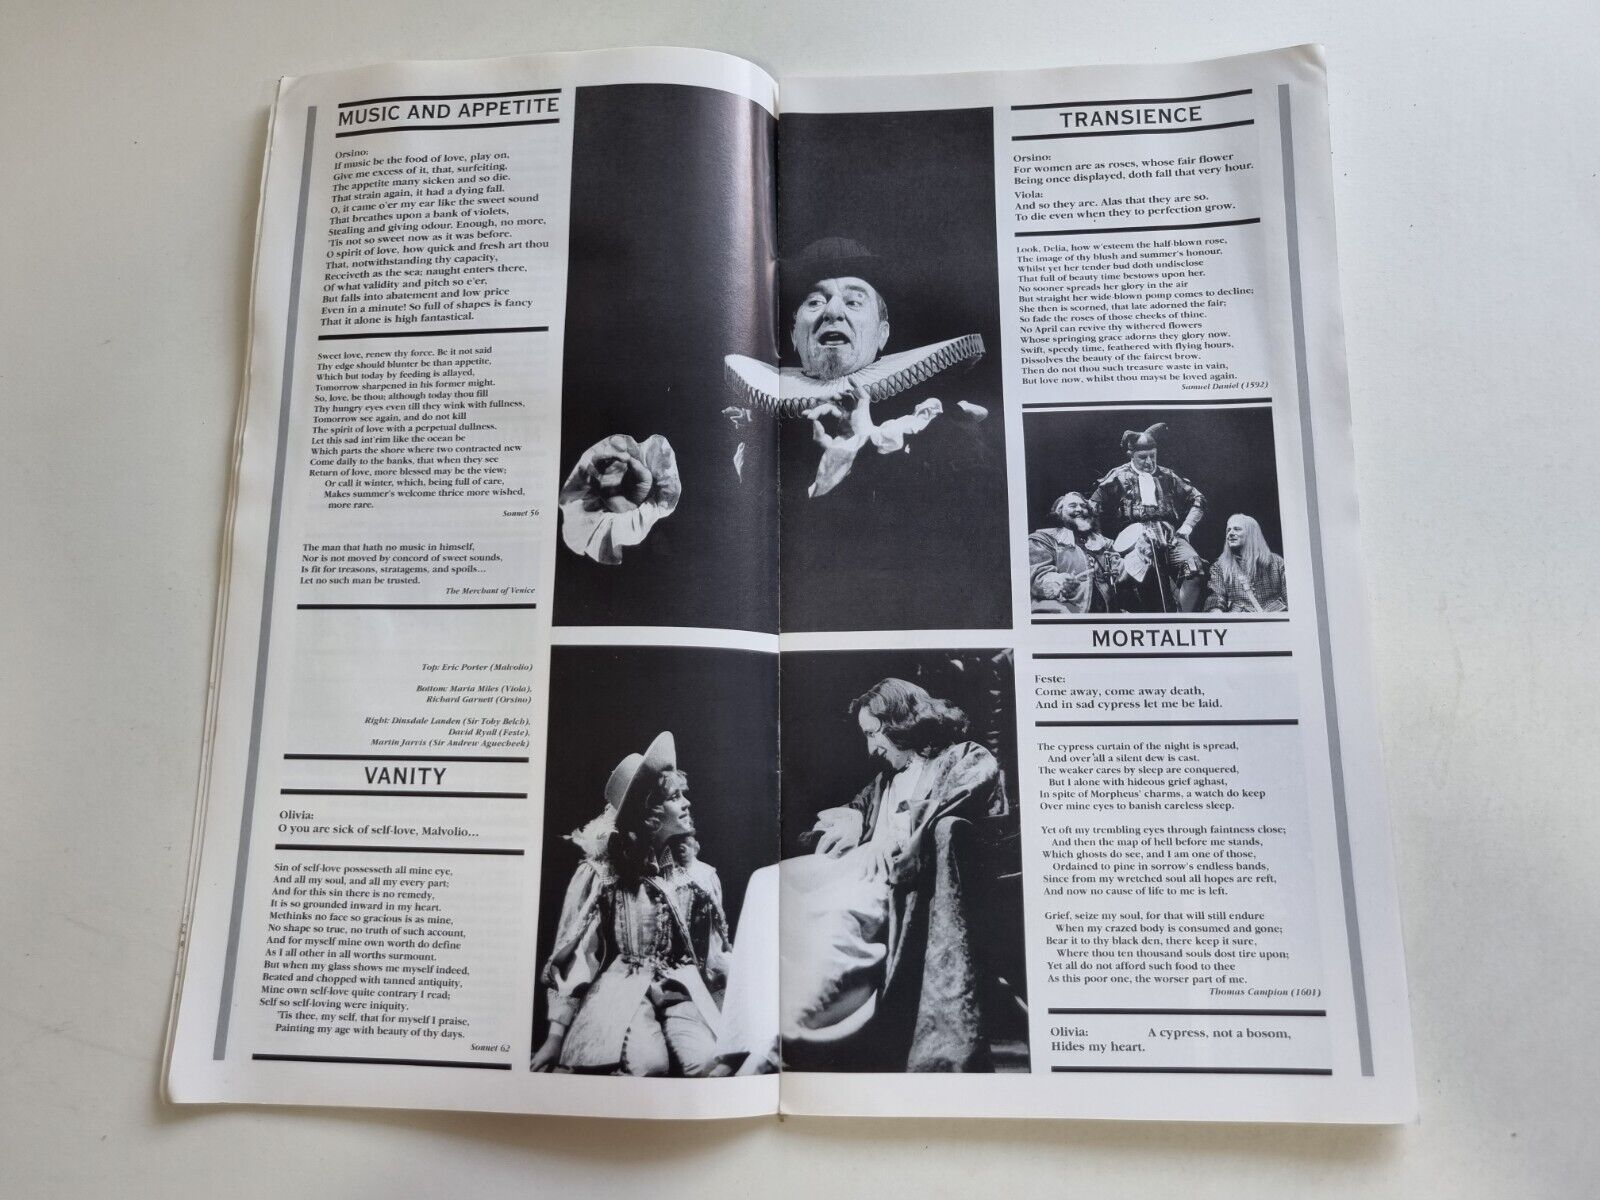 MUSIC AND APPETITE
Orsino:
If music be the food of love, play on,
Give me excess of it, that, surfeiting,
The appetite many sicken and so die.
That strain again, it had a dying fall.
O, it came o'er my ear like the sweet sound
That breathes upon a bank of violets,
Stealing and giving odour. Enough, no more,
'Tis not so sweet now as it was before.
O spirit of love, how quick and fresh art thou
That, notwithstanding thy capacity,
Receiveth as the sea; naught enters there,
Of what validity and pitch so e'er,
But falls into abatement and low price
Even in a minute! So full of shapes is fancy
That it alone is high fantastical.
Sweet love, renew thy force. Be it not said
Thy edge should blunter be than appetite,
Which but today by feeding is allayed,
Tomorrow sharpened in his former might.
So, love, be thou; although today thou fill
Thy hungry eyes even till they wink with fullness,
Tomorrow see again, and do not kill
The spirit of love with a perpetual dullness.
Let this sad int'rim like the ocean be
Which parts the shore where two contracted new
Come daily to the banks, that when they see
Return of love, more blessed may be the view;
Or call it winter, which, being full of care,
Makes summer's welcome thrice more wished,
more rare.
Sonnet 56
The man that hath no music in himself,
Nor is not moved by concord of sweet sounds,
Is fit for treasons, stratagems, and spoils...
Let no such man be trusted.
The Merchant of Venice
Top: Eric Porter (Malvolio)
Bottom: Maria Miles (Viola),
Richard Garnett (Orsino)
Right: Dinsdale Landen (Sir Toby Belch),
David Ryall (Feste),
Martin Jarvis (Sir Andrew Aguecheek)
VANITY
Olivia:
O you are sick of self-love, Malvolio...
Sin of self-love possesseth all mine eye,
And all my soul, and all my every part;
And for this sin there is no remedy,
It is so grounded inward in my heart.
Methinks no face so gracious is as mine,
No shape so true, no truth of such account,
And for myself mine own worth do define
As I all other in all worths surmount.
But when my glass shows me myself indeed,
Beated and chopped with tanned antiquity,
Mine own self-love quite contrary I read;
Self so self-loving were iniquity.
'Tis thee, my self, that for myself I praise,
Painting my age with beauty of thy days.
Sonnet 62
TRANSIENCE
Orsino:
For women are as roses, whose fair flower
Being once displayed, doth fall that very hour.
Viola:
And so they are. Alas that they are so.
To die even when they to perfection grow.
Look, Delia, how w'esteem the half-blown rose,
The image of thy blush and summer's honour,
Whilst yet her tender bud doth undisclose
That full of beauty time bestows upon her.
No sooner spreads her glory in the air
But straight her wide-blown pomp comes to decline;
She then is scorned, that late adorned the fair;
So fade the roses of those cheeks of thine.
No April can revive thy withered flowers
Whose springing grace adorns they glory now.
Swift, speedy time, feathered with flying hours,
Dissolves the beauty of the fairest brow.
Then do not thou such treasure waste in vain,
But love now, whilst thou mayst be loved again.
Samuel Daniel (1592)
MORTALITY
Feste:
Come away, come away death,
And in sad cypress let me be laid.
The cypress curtain of the night is spread,
And over all a silent dew is cast.
The weaker cares by sleep are conquered,
But I alone with hideous grief aghast,
In spite of Morpheus' charms, a watch do keep
Over mine eyes to banish careless sleep.
Yet oft my trembling eyes through faintness close;
And then the map of hell before me stands,
Which ghosts do see, and I am one of those,
Ordained to pine in sorrow's endless bands,
Since from my wretched soul all hopes are reft,
And now no cause of life to me is left.
Grief, seize my soul, for that will still endure
When my crazed body is consumed and gone;
Bear it to thy black den, there keep it sure,
Where thou ten thousand souls dost tire upon;
Yet all do not afford such food to thee
As this poor one, the worser part of me.
Thomas Campion (1601)
Olivia: A cypress, not a bosom,
Hides my heart.